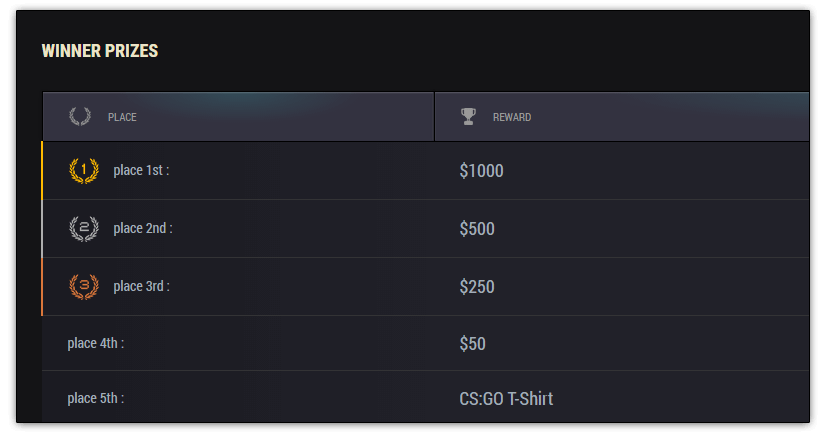 WINNER PRIZES
PLACE REWARD
1 place 1st : $1000
2 place 2nd : $500
3 place 3rd : $250
place 4th : $50
place 5th : CS:GO T-Shirt